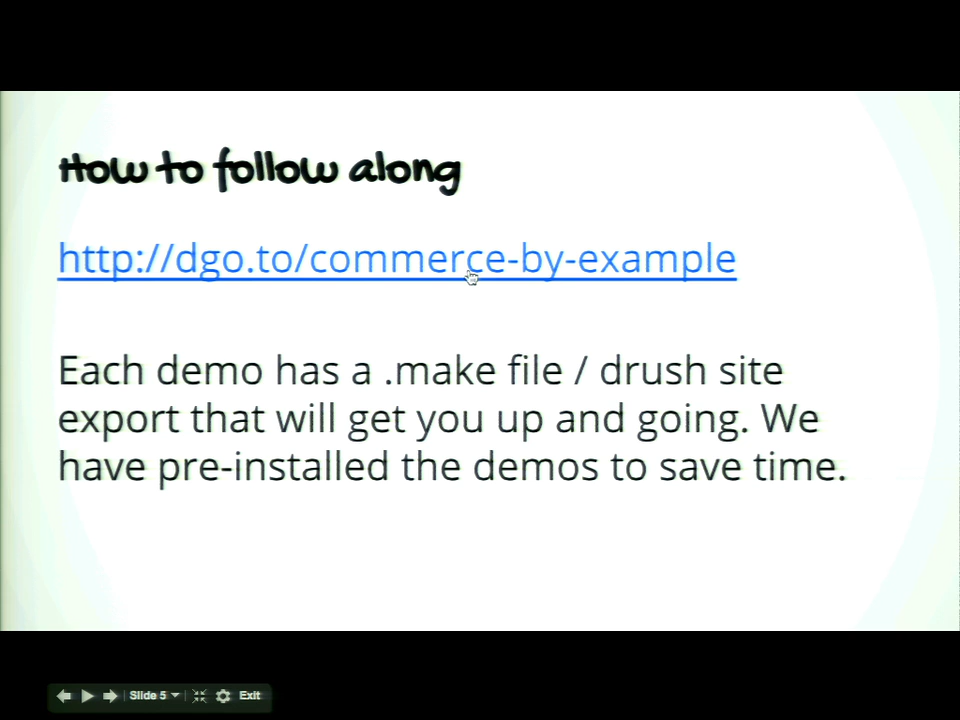 How to follow along
http://dgo.to/commerce-by-example
Each demo has a .make file / drush site
export that will get you up and going. We
have pre-installed the demos to save time.
Slide 5
Exit